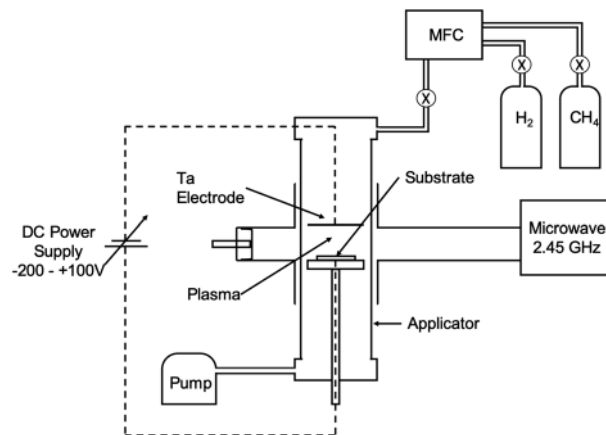 MFC
X
X
X
H2
CH4
Ta
Electrode
Substrate
DC Power
Supply
-200 - +100V
Microwave
2.45 GHz
Plasma
Applicator
Pump